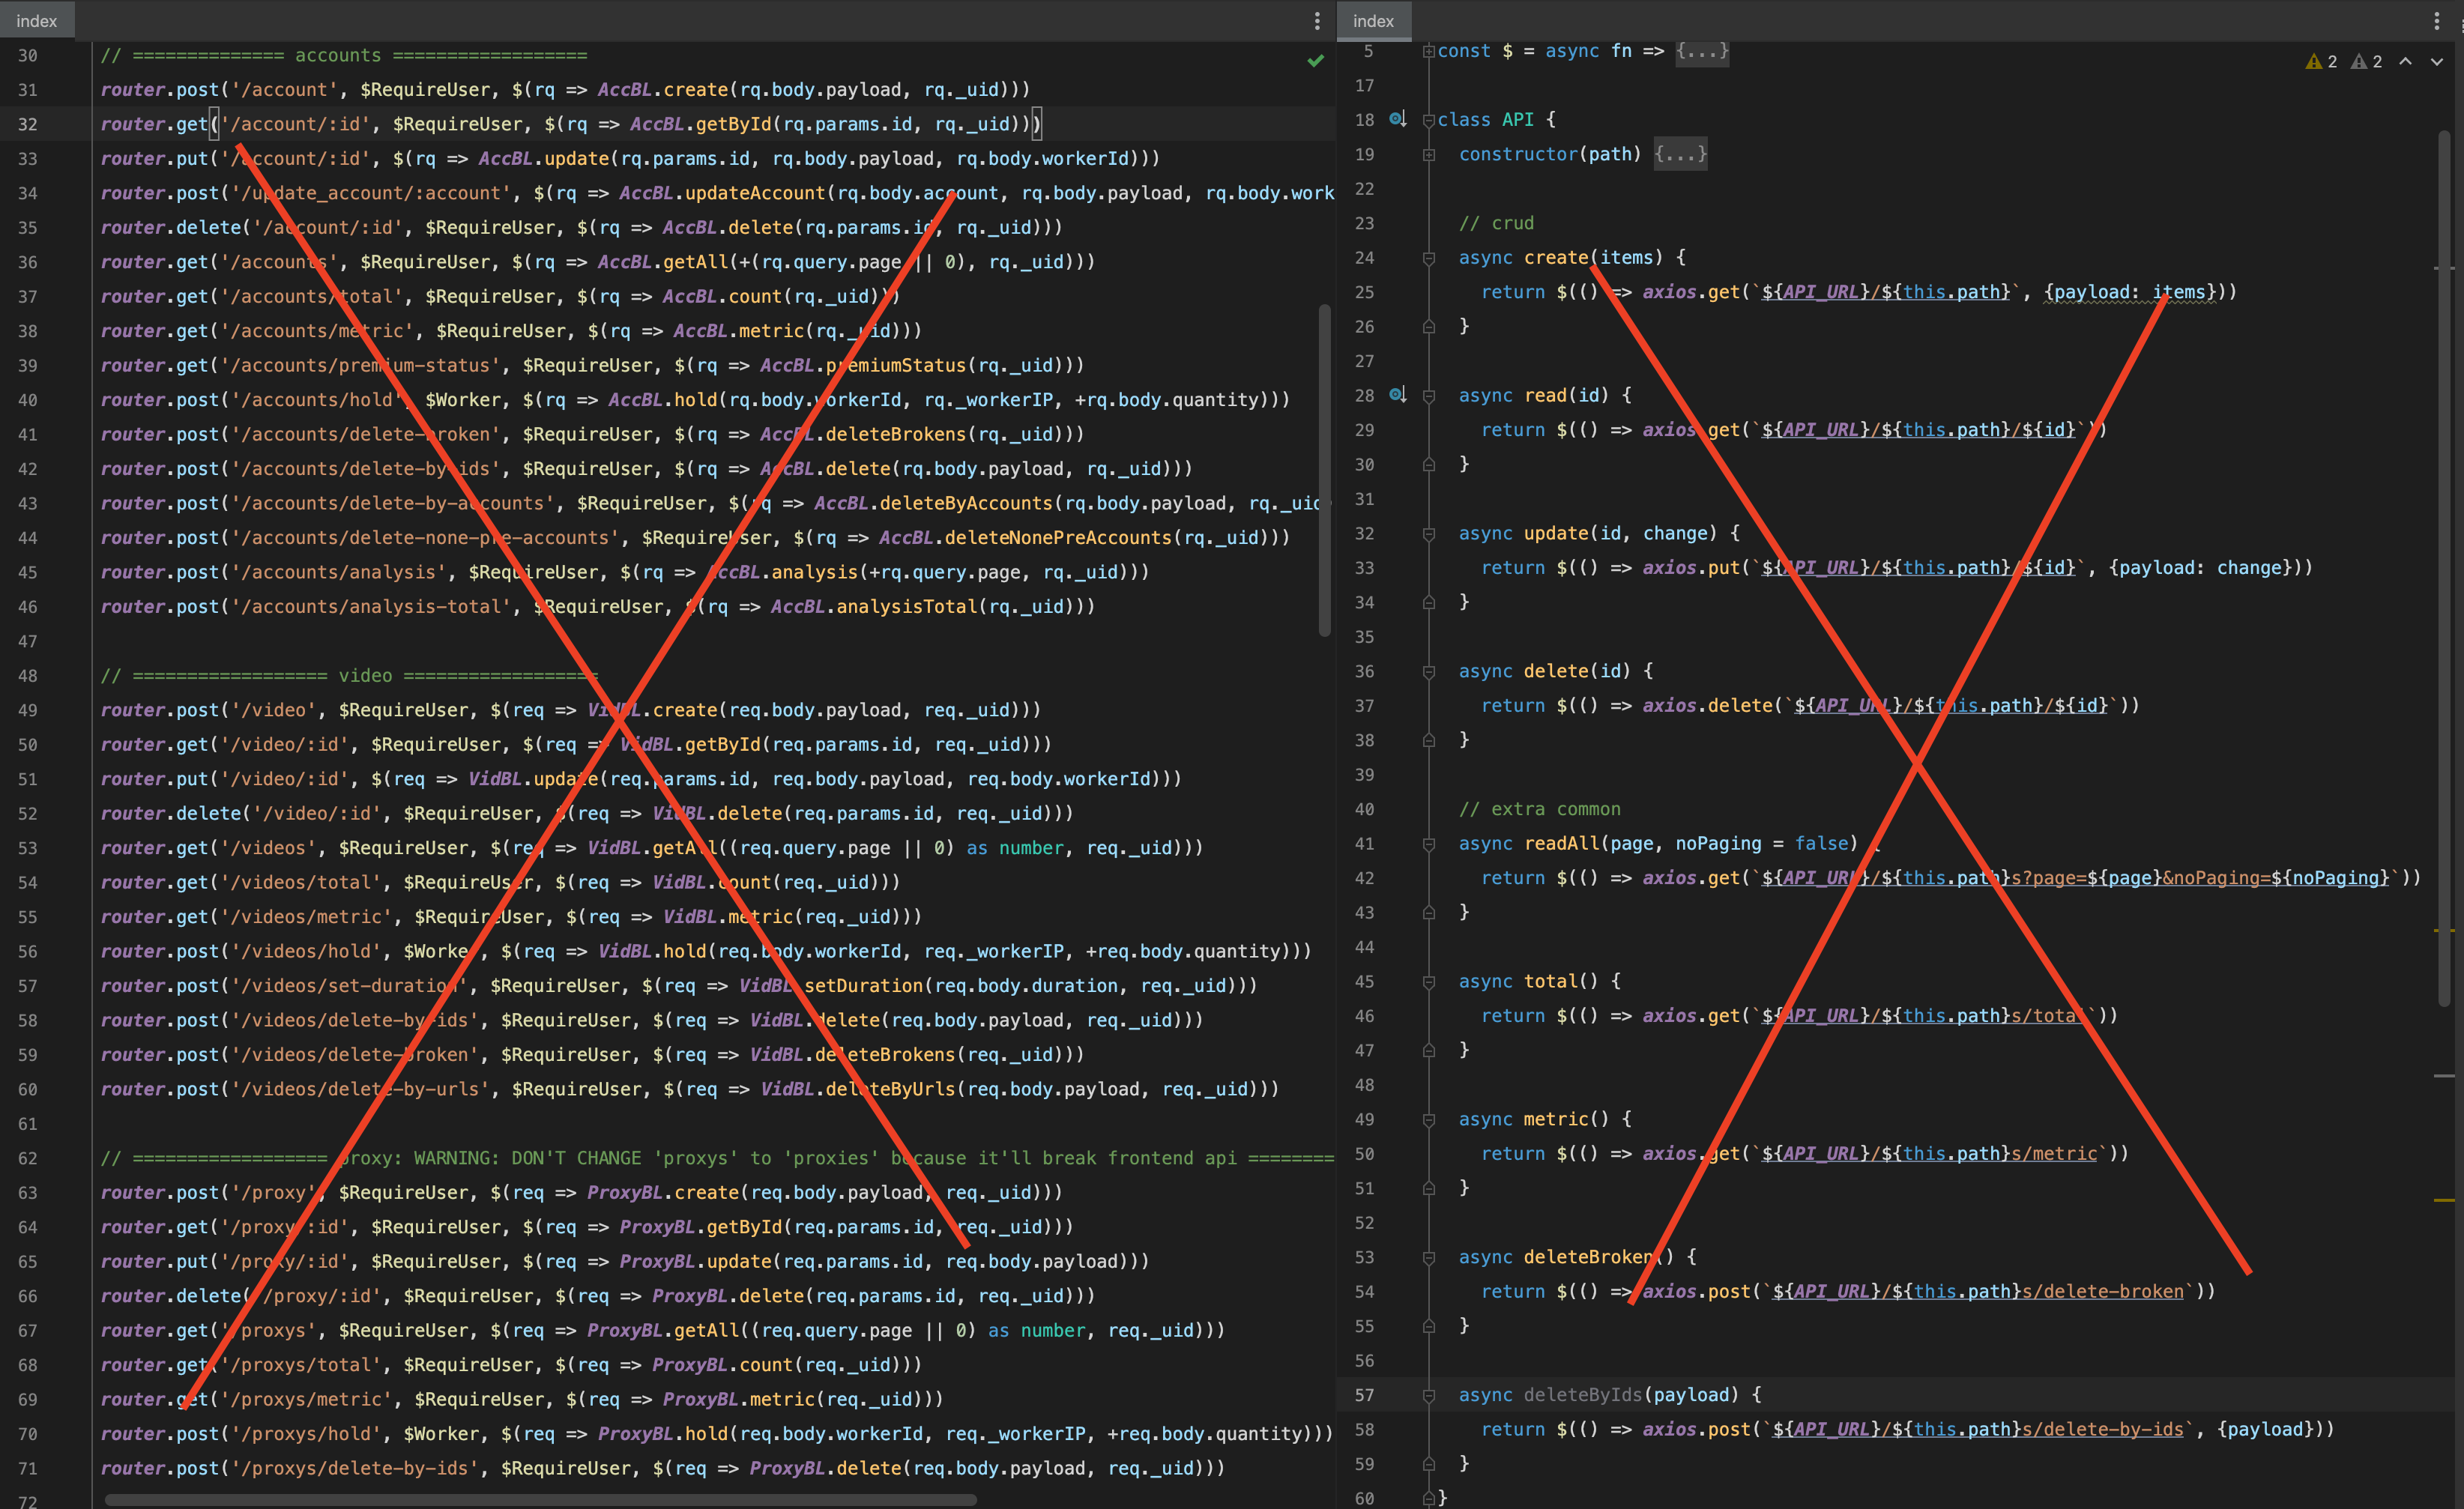 index
30 // ============== accounts ==================
31 router.post('/account', $RequireUser, $(rq => AccBL.create(rq.body.payload, rq._uid)))
32 router.get('/account/:id', $RequireUser, $(rq => AccBL.getById(rq.params.id, rq._uid)))
33 router.put('/account/:id', $(rq => AccBL.update(rq.params.id, rq.body.payload, rq.body.workerId)))
34 router.post('/update_account/:account', $(rq => AccBL.updateAccount(rq.body.account, rq.body.payload, rq.body.work
35 router.delete('/account/:id', $RequireUser, $(rq => AccBL.delete(rq.params.id, rq._uid)))
36 router.get('/accounts', $RequireUser, $(rq => AccBL.getAll(+(rq.query.page || 0), rq._uid)))
37 router.get('/accounts/total', $RequireUser, $(rq => AccBL.count(rq._uid)))
38 router.get('/accounts/metric', $RequireUser, $(rq => AccBL.metric(rq._uid)))
39 router.get('/accounts/premium-status', $RequireUser, $(rq => AccBL.premiumStatus(rq._uid)))
40 router.post('/accounts/hold', $Worker, $(rq => AccBL.hold(rq.body.workerId, rq._workerIP, +rq.body.quantity)))
41 router.post('/accounts/delete-broken', $RequireUser, $(rq => AccBL.deleteBrokens(rq._uid)))
42 router.post('/accounts/delete-by-ids', $RequireUser, $(rq => AccBL.delete(rq.body.payload, rq._uid)))
43 router.post('/accounts/delete-by-accounts', $RequireUser, $(rq => AccBL.deleteByAccounts(rq.body.payload, rq._uid
44 router.post('/accounts/delete-none-pre-accounts', $RequireUser, $(rq => AccBL.deleteNonePreAccounts(rq._uid)))
45 router.post('/accounts/analysis', $RequireUser, $(rq => AccBL.analysis(+rq.query.page, rq._uid)))
46 router.post('/accounts/analysis-total', $RequireUser, $(rq => AccBL.analysisTotal(rq._uid)))
47
48 // ================== video ==================
49 router.post('/video', $RequireUser, $(req => VidBL.create(req.body.payload, req._uid)))
50 router.get('/video/:id', $RequireUser, $(req => VidBL.getById(req.params.id, req._uid)))
51 router.put('/video/:id', $(req => VidBL.update(req.params.id, req.body.payload, req.body.workerId)))
52 router.delete('/video/:id', $RequireUser, $(req => VidBL.delete(req.params.id, req._uid)))
53 router.get('/videos', $RequireUser, $(req => VidBL.getAll((req.query.page || 0) as number, req._uid)))
54 router.get('/videos/total', $RequireUser, $(req => VidBL.count(req._uid)))
55 router.get('/videos/metric', $RequireUser, $(req => VidBL.metric(req._uid)))
56 router.post('/videos/hold', $Worker, $(req => VidBL.hold(req.body.workerId, req._workerIP, +req.body.quantity)))
57 router.post('/videos/set-duration', $RequireUser, $(req => VidBL.setDuration(req.body.duration, req._uid)))
58 router.post('/videos/delete-by-ids', $RequireUser, $(req => VidBL.delete(req.body.payload, req._uid)))
59 router.post('/videos/delete-broken', $RequireUser, $(req => VidBL.deleteBrokens(req._uid)))
60 router.post('/videos/delete-by-urls', $RequireUser, $(req => VidBL.deleteByUrls(req.body.payload, req._uid)))
61
62 // ================== proxy: WARNING: DON'T CHANGE 'proxys' to 'proxies' because it'll break frontend api ========
63 router.post('/proxy', $RequireUser, $(req => ProxyBL.create(req.body.payload, req._uid)))
64 router.get('/proxy/:id', $RequireUser, $(req => ProxyBL.getById(req.params.id, req._uid)))
65 router.put('/proxy/:id', $RequireUser, $(req => ProxyBL.update(req.params.id, req.body.payload)))
66 router.delete('/proxy/:id', $RequireUser, $(req => ProxyBL.delete(req.params.id, req._uid)))
67 router.get('/proxys', $RequireUser, $(req => ProxyBL.getAll((req.query.page || 0) as number, req._uid)))
68 router.get('/proxys/total', $RequireUser, $(req => ProxyBL.count(req._uid)))
69 router.get('/proxys/metric', $RequireUser, $(req => ProxyBL.metric(req._uid)))
70 router.post('/proxys/hold', $Worker, $(req => ProxyBL.hold(req.body.workerId, req._workerIP, +req.body.quantity)))
71 router.post('/proxys/delete-by-ids', $RequireUser, $(req => ProxyBL.delete(req.body.payload, req._uid)))
72
index
2 2
5 const $ = async fn => {...}
17
18 class API {
19 constructor(path) {...}
22
23 // crud
24 async create(items) {
25 return $(() => axios.get(`${API_URL}/${this.path}`, {payload: items}))
26 }
27
28 async read(id) {
29 return $(() => axios.get(`${API_URL}/${this.path}/${id}`))
30 }
31
32 async update(id, change) {
33 return $(() => axios.put(`${API_URL}/${this.path}/${id}`, {payload: change}))
34 }
35
36 async delete(id) {
37 return $(() => axios.delete(`${API_URL}/${this.path}/${id}`))
38 }
39
40 // extra common
41 async readAll(page, noPaging = false) {
42 return $(() => axios.get(`${API_URL}/${this.path}s?page=${page}&noPaging=${noPaging}`))
43 }
44
45 async total() {
46 return $(() => axios.get(`${API_URL}/${this.path}s/total`))
47 }
48
49 async metric() {
50 return $(() => axios.get(`${API_URL}/${this.path}s/metric`))
51 }
52
53 async deleteBroken() {
54 return $(() => axios.post(`${API_URL}/${this.path}s/delete-broken`))
55 }
56
57 async deleteByIds(payload) {
58 return $(() => axios.post(`${API_URL}/${this.path}s/delete-by-ids`, {payload}))
59 }
60 }